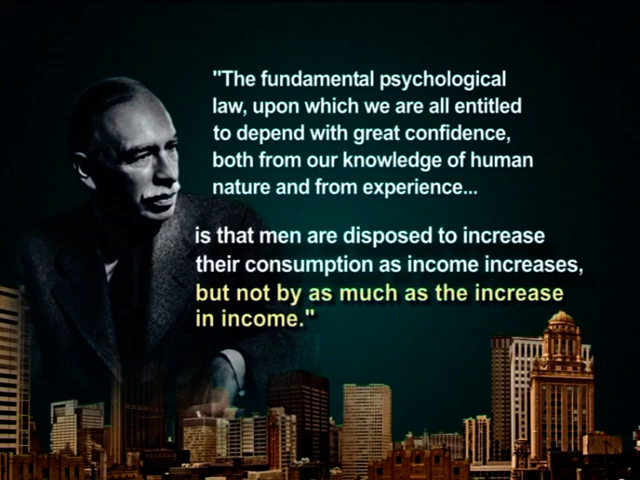 "The fundamental psychological
law, upon which we are all entitled
to depend with great confidence,
both from our knowledge of human
nature and from experience...
is that men are disposed to increase
their consumption as income increases,
but not by as much as the increase
in income."